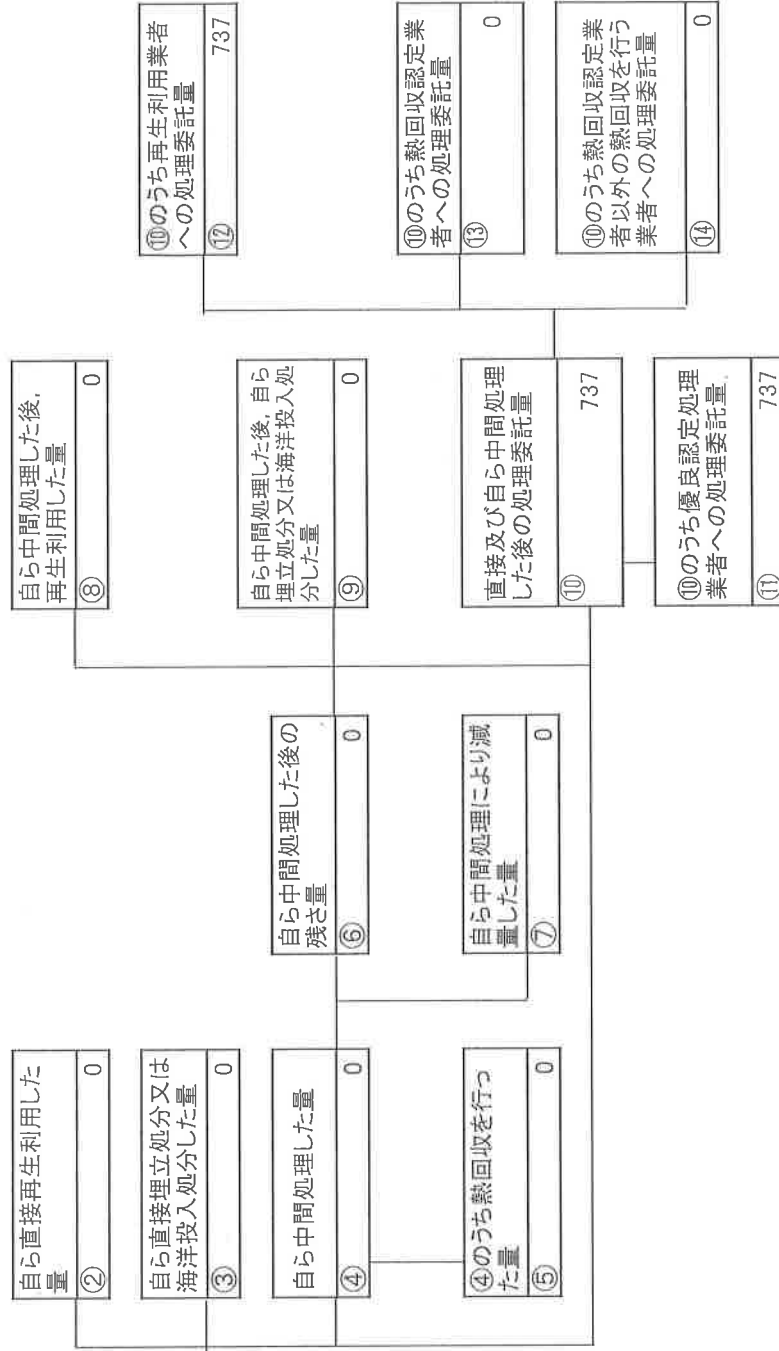 自ら直接再生利用した
量
② 0
自ら直接埋立処分又は
海洋投入処分した量
③ 0
自ら中間処理した量
④ 0
④のうち熱回収を行っ
た量
⑤ 0
自ら中間処理した後の
残さ量
⑥ 0
自ら中間処理により減
量した量
⑦ 0
自ら中間処理した後,
再生利用した量
⑧ 0
自ら中間処理した後, 自ら
埋立処分又は海洋投入処
分した量
⑨ 0
直接及び自ら中間処理
した後の処理委託量
⑩ 737
⑩のうち優良認定処理
業者への処理委託量
⑪ 737
⑩のうち再生利用業者
への処理委託量
⑫ 737
⑩のうち熱回収認定業
者への処理委託量
⑬ 0
⑩のうち熱回収認定業
者以外の熱回収を行う
業者への処理委託量
⑭ 0